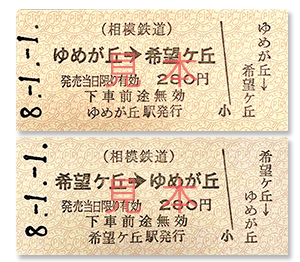 8.-1.-1.
(相模鉄道)
ゆめが丘→希望ケ丘
発売当日限り有効 280円
下車前途無効
ゆめが丘駅発行
小
ゆめが丘→希望ケ丘
見本
8.-1.-1.
(相模鉄道)
希望ケ丘→ゆめが丘
発売当日限り有効 280円
下車前途無効
希望ケ丘駅発行
小
希望ケ丘→ゆめが丘
見本